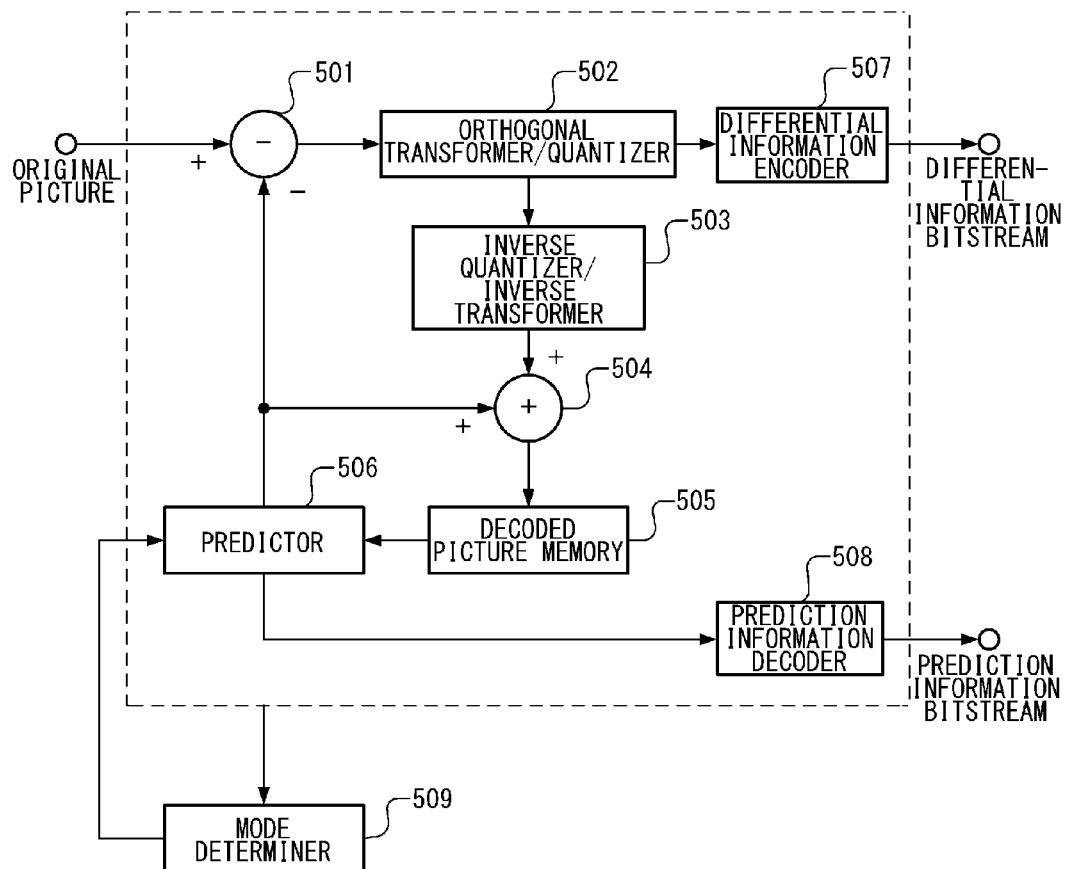 501
502
507
−
ORTHOGONAL
TRANSFORMER/QUANTIZER
DIFFERENTIAL
INFORMATION
ENCODER
ORIGINAL
PICTURE
+
−
DIFFEREN-
TIAL
INFORMATION
BITSTREAM
503
INVERSE
QUANTIZER/
INVERSE
TRANSFORMER
+
504
+
+
506
505
PREDICTOR
DECODED
PICTURE MEMORY
508
PREDICTION
INFORMATION
DECODER
PREDICTION
INFORMATION
BITSTREAM
509
MODE
DETERMINER